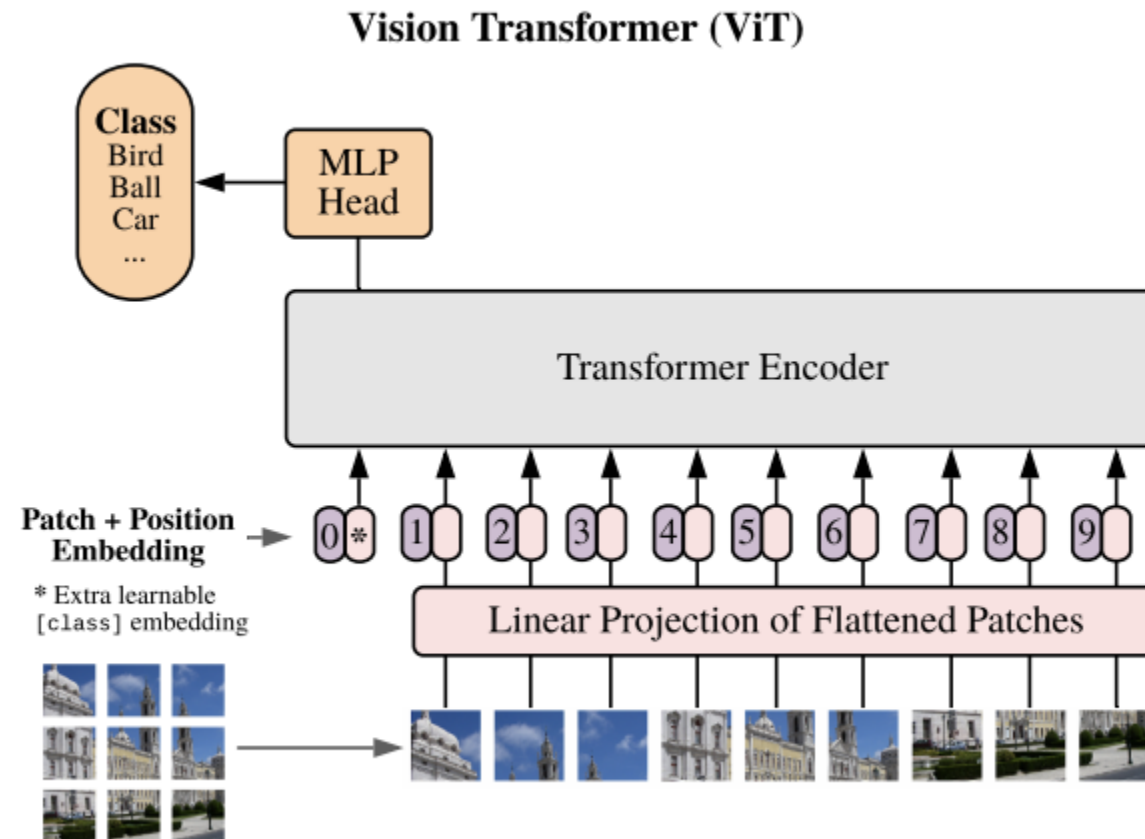 Vision Transformer (ViT)
Class
Bird
Ball
Car
...
MLP
Head
Transformer Encoder
Patch + Position
Embedding
0 * 1 2 3 4 5 6 7 8 9
* Extra learnable
[class] embedding
Linear Projection of Flattened Patches